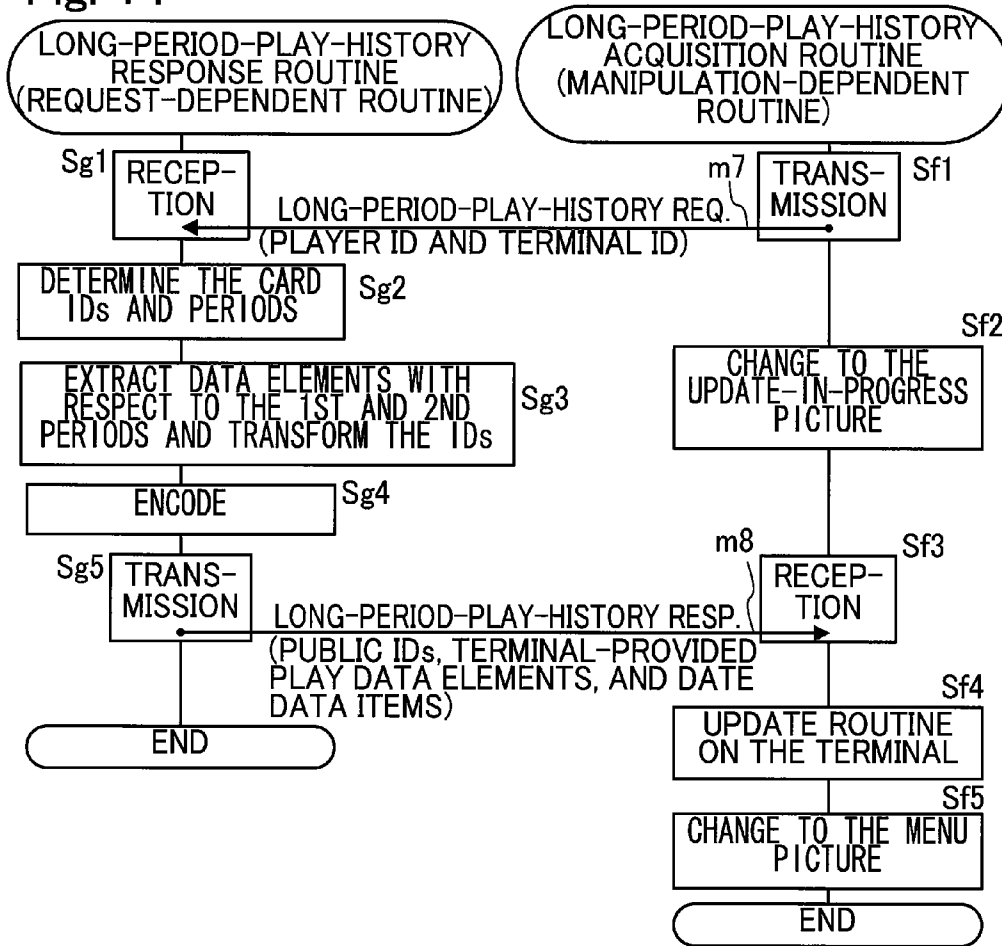 LONG-PERIOD-PLAY-HISTORY
RESPONSE ROUTINE
(REQUEST-DEPENDENT ROUTINE)
LONG-PERIOD-PLAY-HISTORY
ACQUISITION ROUTINE
(MANIPULATION-DEPENDENT
ROUTINE)
Sg1
RECEP-
TION
m7
TRANS-
MISSION
Sf1
LONG-PERIOD-PLAY-HISTORY REQ.
(PLAYER ID AND TERMINAL ID)
DETERMINE THE CARD
IDs AND PERIODS
Sg2
Sf2
CHANGE TO THE
UPDATE-IN-PROGRESS
PICTURE
EXTRACT DATA ELEMENTS WITH
RESPECT TO THE 1ST AND 2ND
PERIODS AND TRANSFORM THE IDs
Sg3
ENCODE
Sg4
Sg5
TRANS-
MISSION
m8
RECEP-
TION
Sf3
LONG-PERIOD-PLAY-HISTORY RESP.
(PUBLIC IDs, TERMINAL-PROVIDED
PLAY DATA ELEMENTS, AND DATE
DATA ITEMS)
END
Sf4
UPDATE ROUTINE
ON THE TERMINAL
Sf5
CHANGE TO THE MENU
PICTURE
END